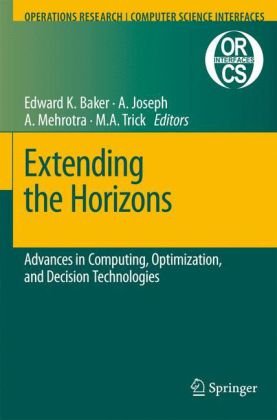 OPERATIONS RESEARCH | COMPUTER SCIENCE INTERFACES
OR
INTERFACES
CS
Edward K. Baker · A. Joseph
A. Mehrotra · M.A. Trick Editors
Extending
the Horizons
Advances in Computing, Optimization,
and Decision Technologies
Springer